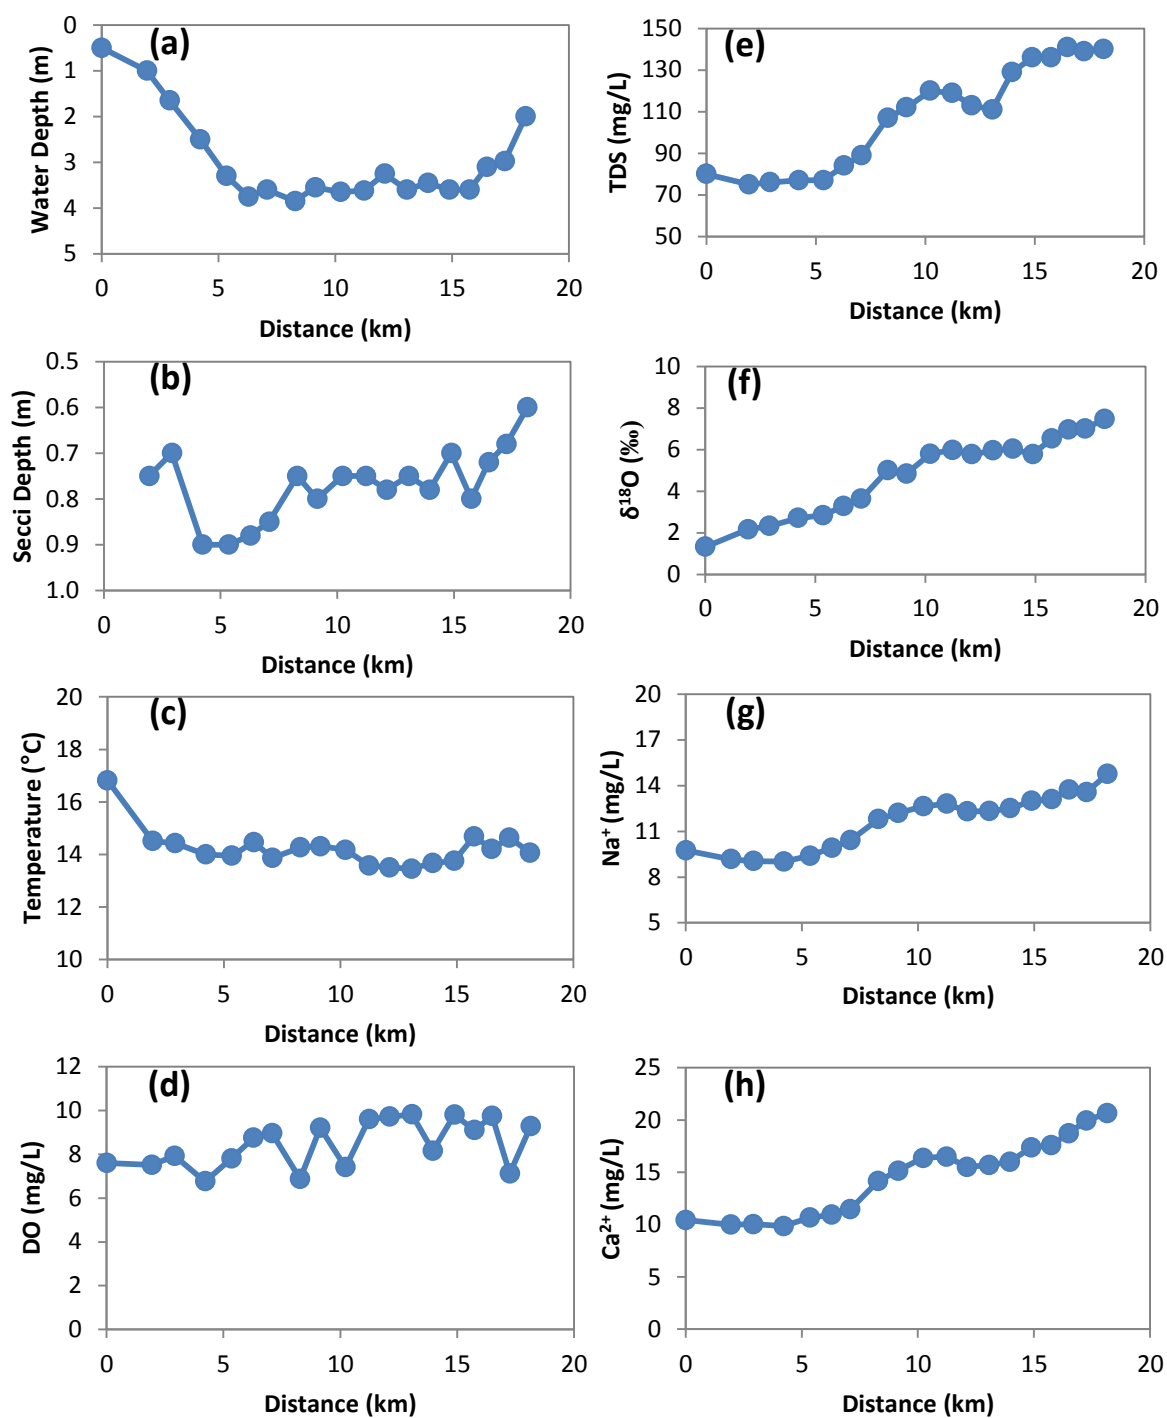 (a)
Water Depth (m)
0
1
2
3
4
5
0 5 10 15 20
Distance (km)
(b)
Secci Depth (m)
0.5
0.6
0.7
0.8
0.9
1.0
0 5 10 15 20
Distance (km)
(c)
Temperature (°C)
20
18
16
14
12
10
0 5 10 15 20
Distance (km)
(d)
DO (mg/L)
12
10
8
6
4
2
0
0 5 10 15 20
Distance (km)
(e)
TDS (mg/L)
150
130
110
90
70
50
0 5 10 15 20
Distance (km)
(f)
δ¹⁸O (‰)
10
8
6
4
2
0
0 5 10 15 20
Distance (km)
(g)
Na⁺ (mg/L)
20
17
14
11
8
5
0 5 10 15 20
Distance (km)
(h)
Ca²⁺ (mg/L)
25
20
15
10
5
0
0 5 10 15 20
Distance (km)